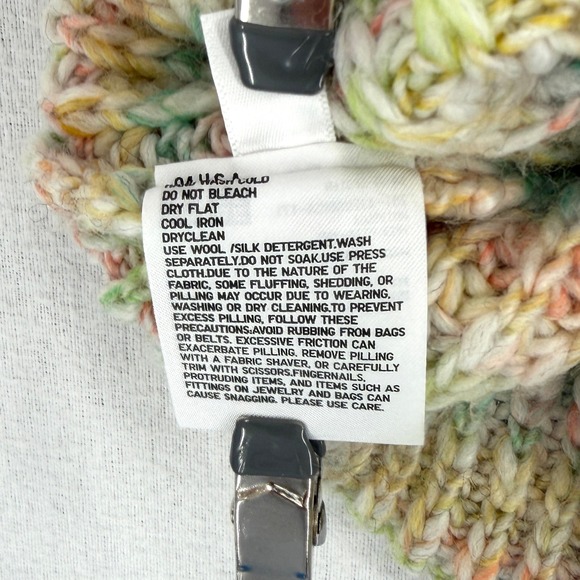 WASH COLD
DO NOT BLEACH
DRY FLAT
COOL IRON
DRYCLEAN
USE WOOL /SILK DETERGENT.WASH
SEPARATELY.DO NOT SOAK.USE PRESS
CLOTH.DUE TO THE NATURE OF THE
FABRIC, SOME FLUFFING, SHEDDING, OR
PILLING MAY OCCUR DUE TO WEARING,
WASHING OR DRY CLEANING.TO PREVENT
EXCESS PILLING, FOLLOW THESE
PRECAUTIONS:AVOID RUBBING FROM BAGS
OR BELTS. EXCESSIVE FRICTION CAN
EXACERBATE PILLING. REMOVE PILLING
WITH A FABRIC SHAVER, OR CAREFULLY
TRIM WITH SCISSORS.FINGERNAILS,
PROTRUDING ITEMS, AND ITEMS SUCH AS
FITTINGS ON JEWELRY AND BAGS CAN
CAUSE SNAGGING. PLEASE USE CARE.